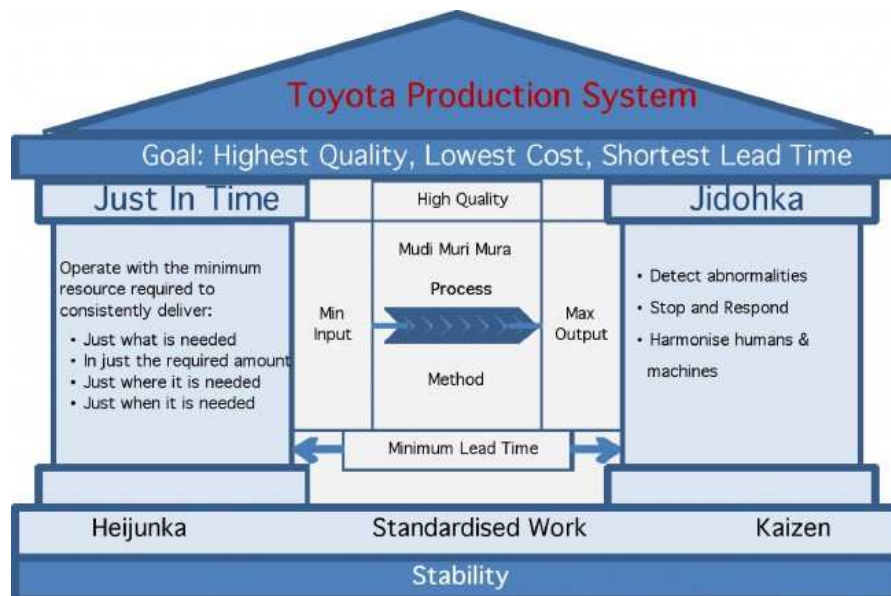 Toyota Production System
Goal: Highest Quality, Lowest Cost, Shortest Lead Time
Just In Time
Operate with the minimum
resource required to
consistently deliver:
• Just what is needed
• In just the required amount
• Just where it is needed
• Just when it is needed
High Quality
Mudi Muri Mura
Process
Min
Input
Max
Output
Method
Minimum Lead Time
Jidohka
• Detect abnormalities
• Stop and Respond
• Harmonise humans &
machines
Heijunka
Standardised Work
Kaizen
Stability